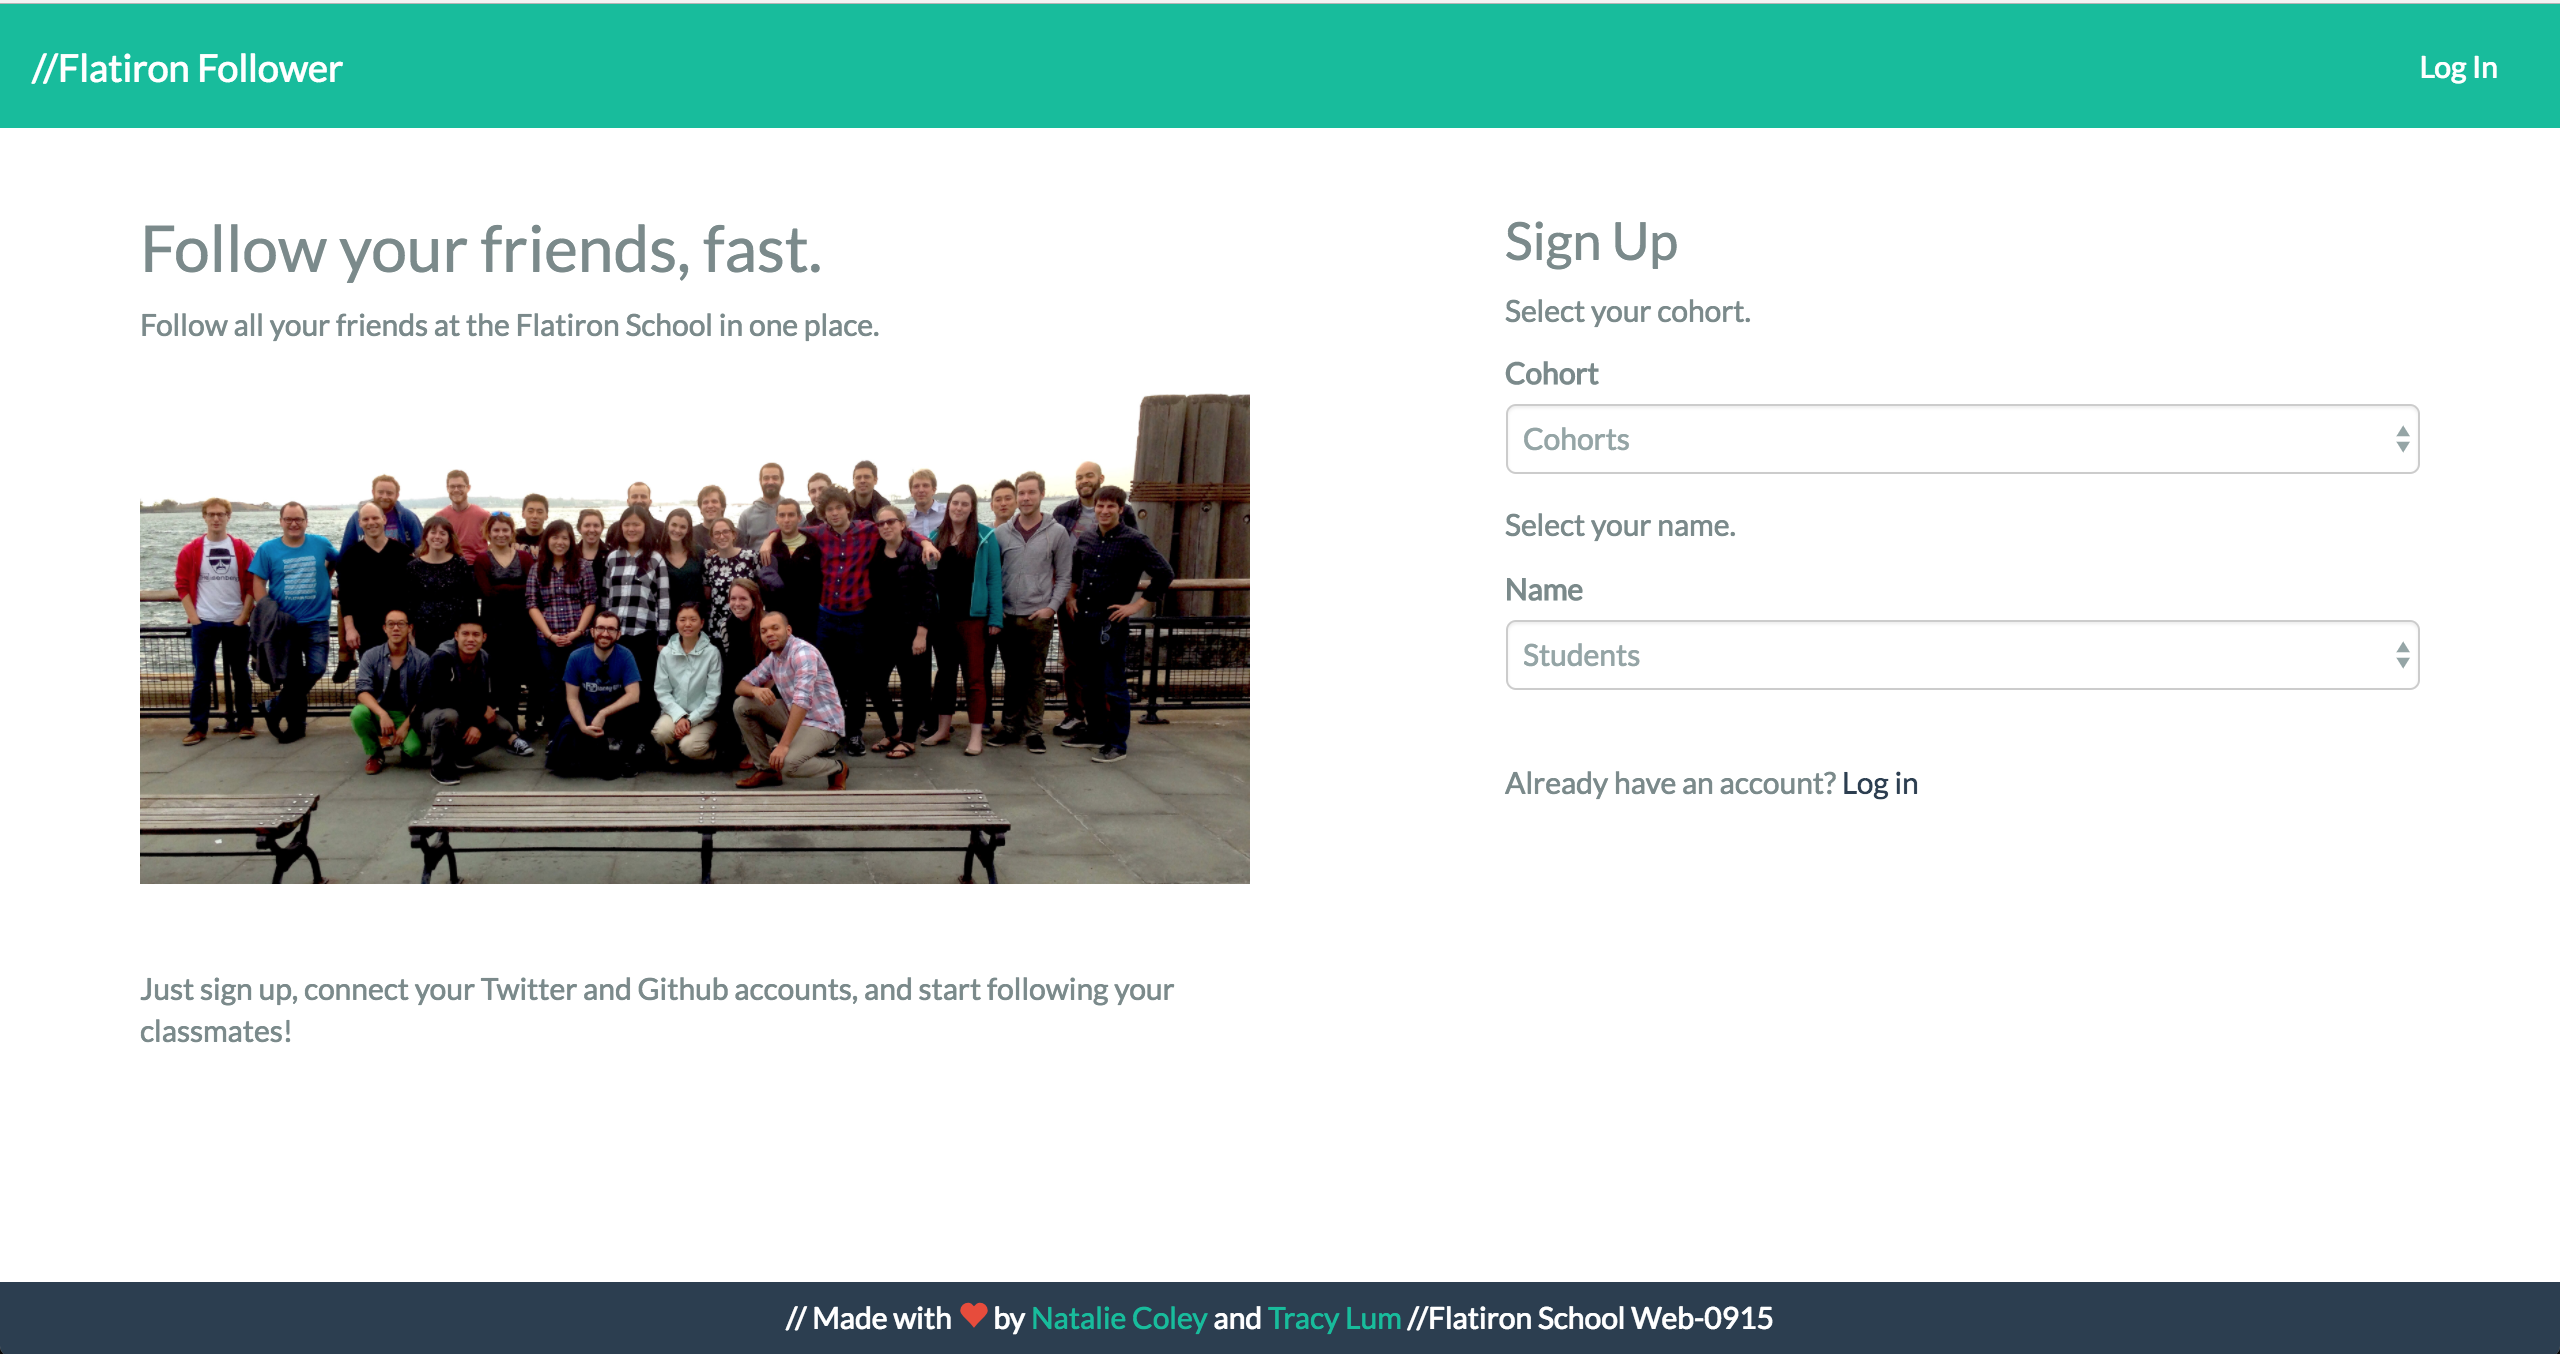 //Flatiron Follower
Log In
Follow your friends, fast.
Follow all your friends at the Flatiron School in one place.
Just sign up, connect your Twitter and Github accounts, and start following your
classmates!
Sign Up
Select your cohort.
Cohort
Cohorts
Select your name.
Name
Students
Already have an account? Log in
// Made with ❤ by Natalie Coley and Tracy Lum //Flatiron School Web-0915